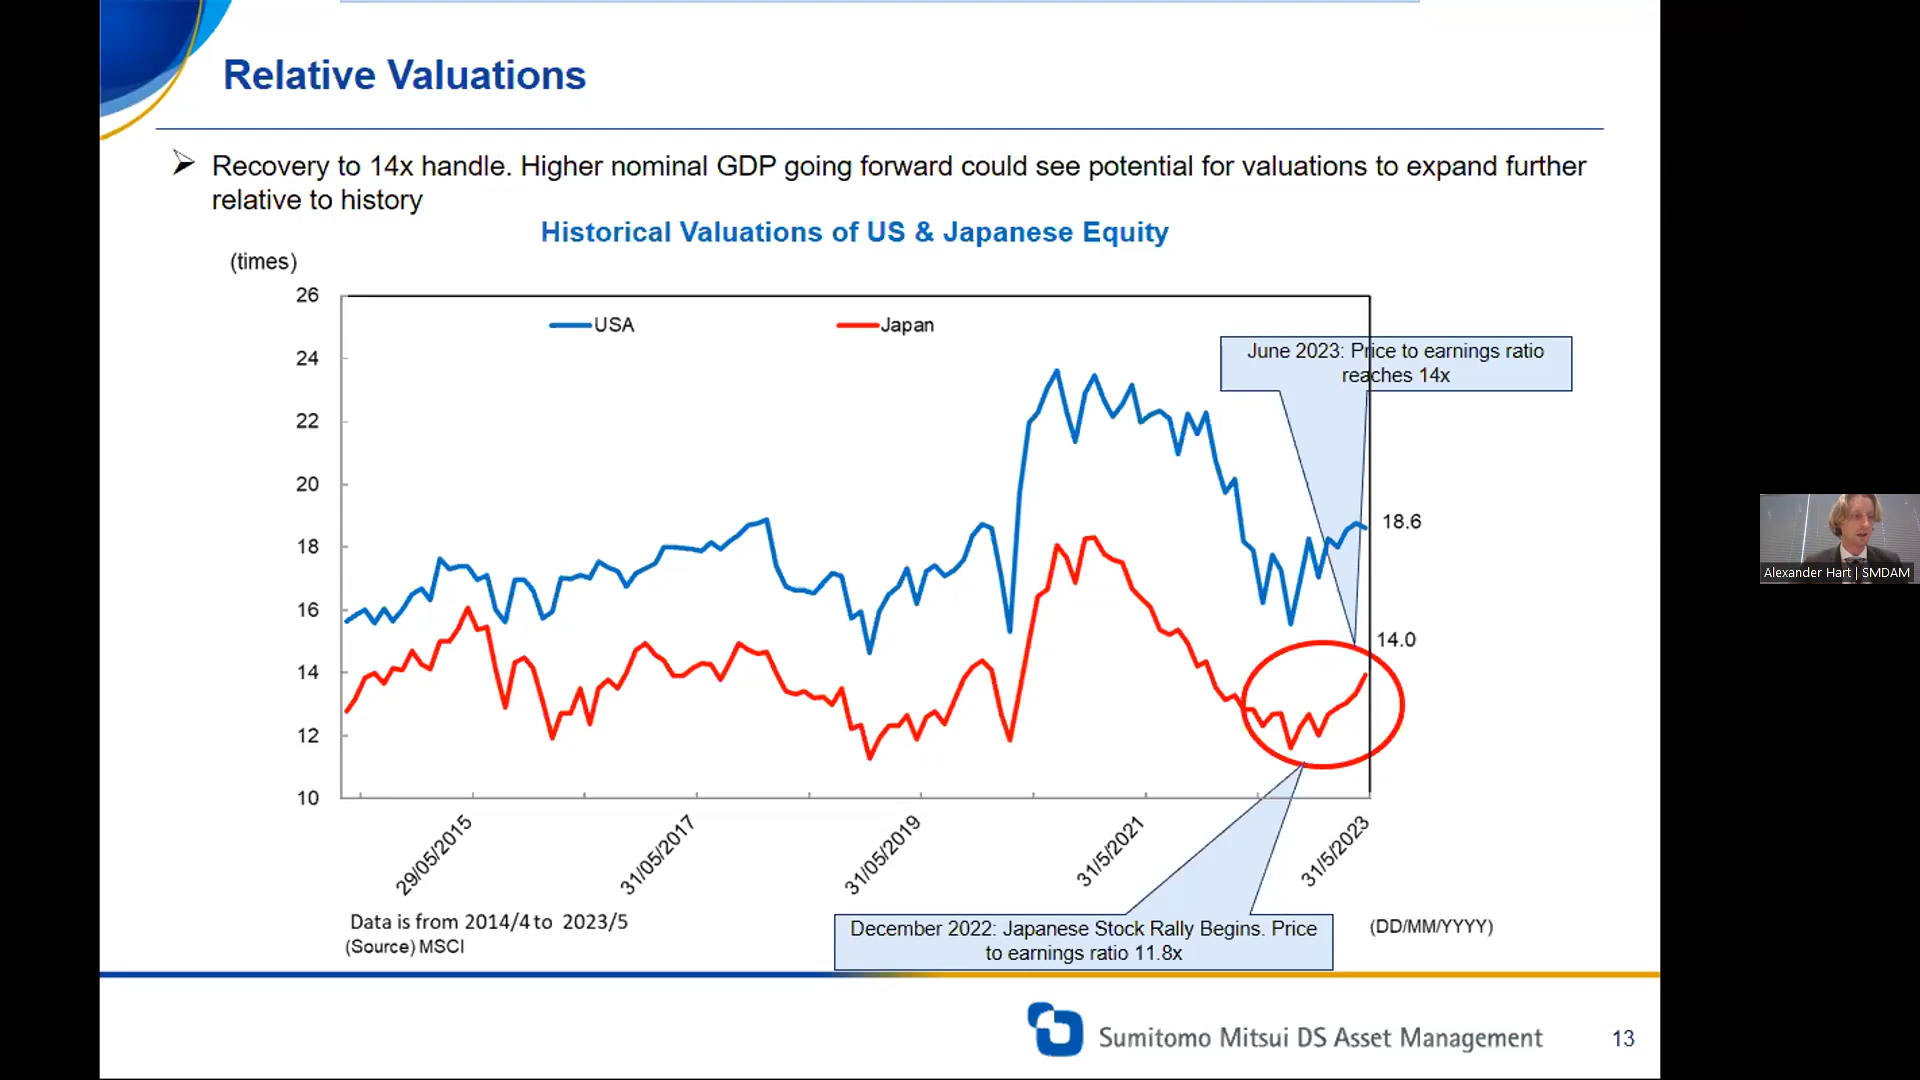 Relative Valuations
Recovery to 14x handle. Higher nominal GDP going forward could see potential for valuations to expand further
relative to history
Historical Valuations of US & Japanese Equity
(times)
26
24
22
20
18
16
14
12
10
USA
Japan
June 2023: Price to earnings ratio
reaches 14x
18.6
14.0
29/05/2015
31/05/2017
31/05/2019
31/5/2021
31/5/2023
Data is from 2014/4 to 2023/5
(Source) MSCI
December 2022: Japanese Stock Rally Begins. Price
to earnings ratio 11.8x
(DD/MM/YYYY)
Sumitomo Mitsui DS Asset Management
13
Alexander Hart | SMDAM